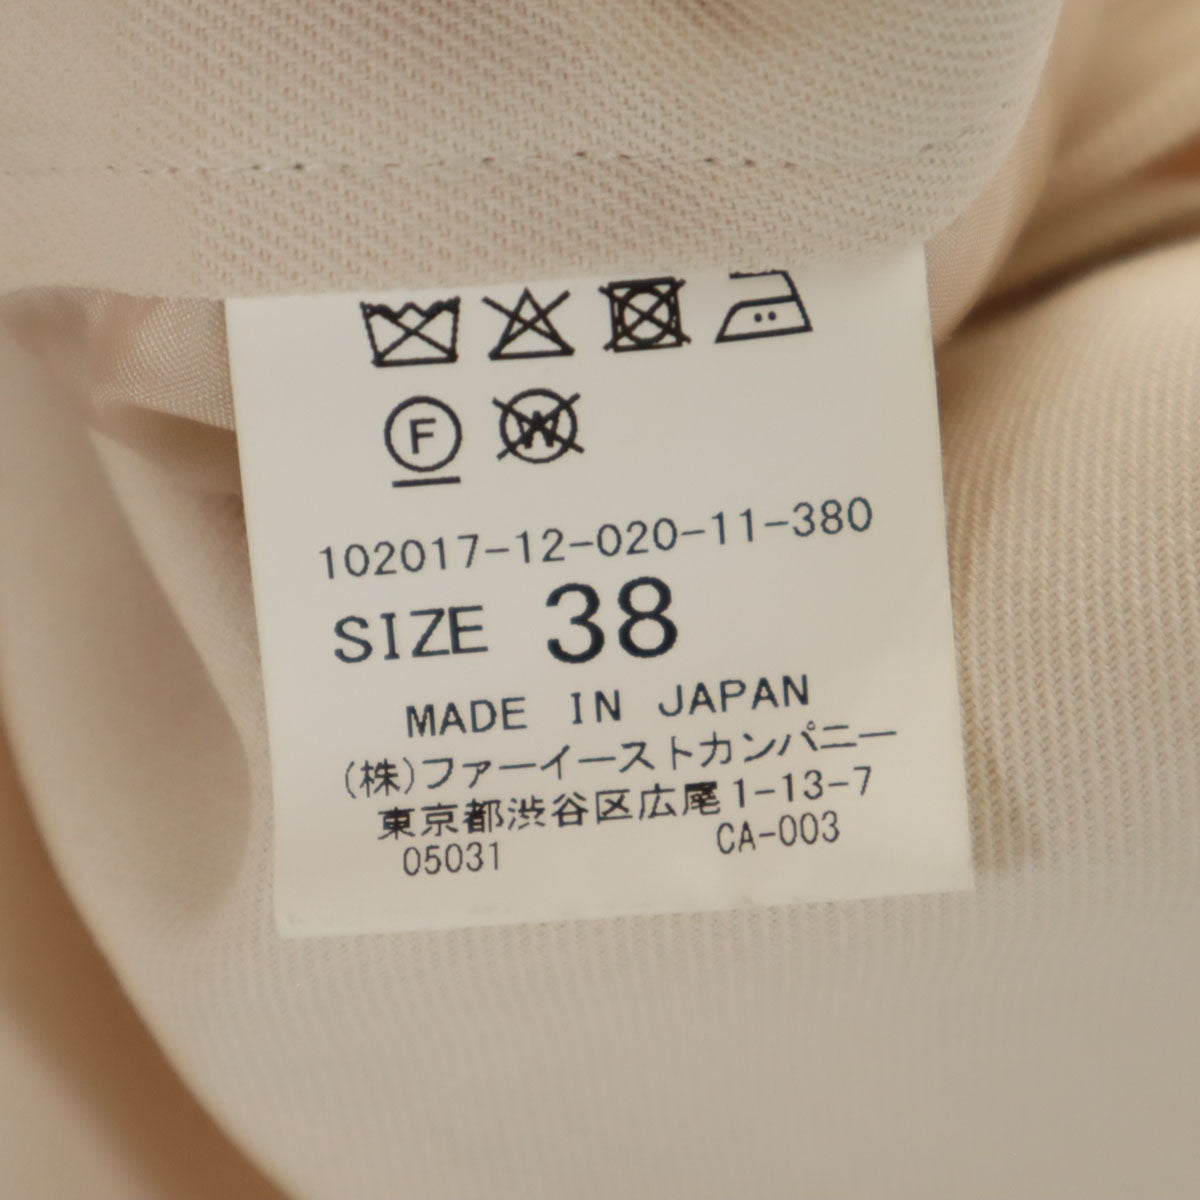 F W
102017-12-020-11-380
SIZE 38
MADE IN JAPAN
(株)ファーイーストカンパニー
東京都渋谷区広尾1-13-7
05031 CA-003